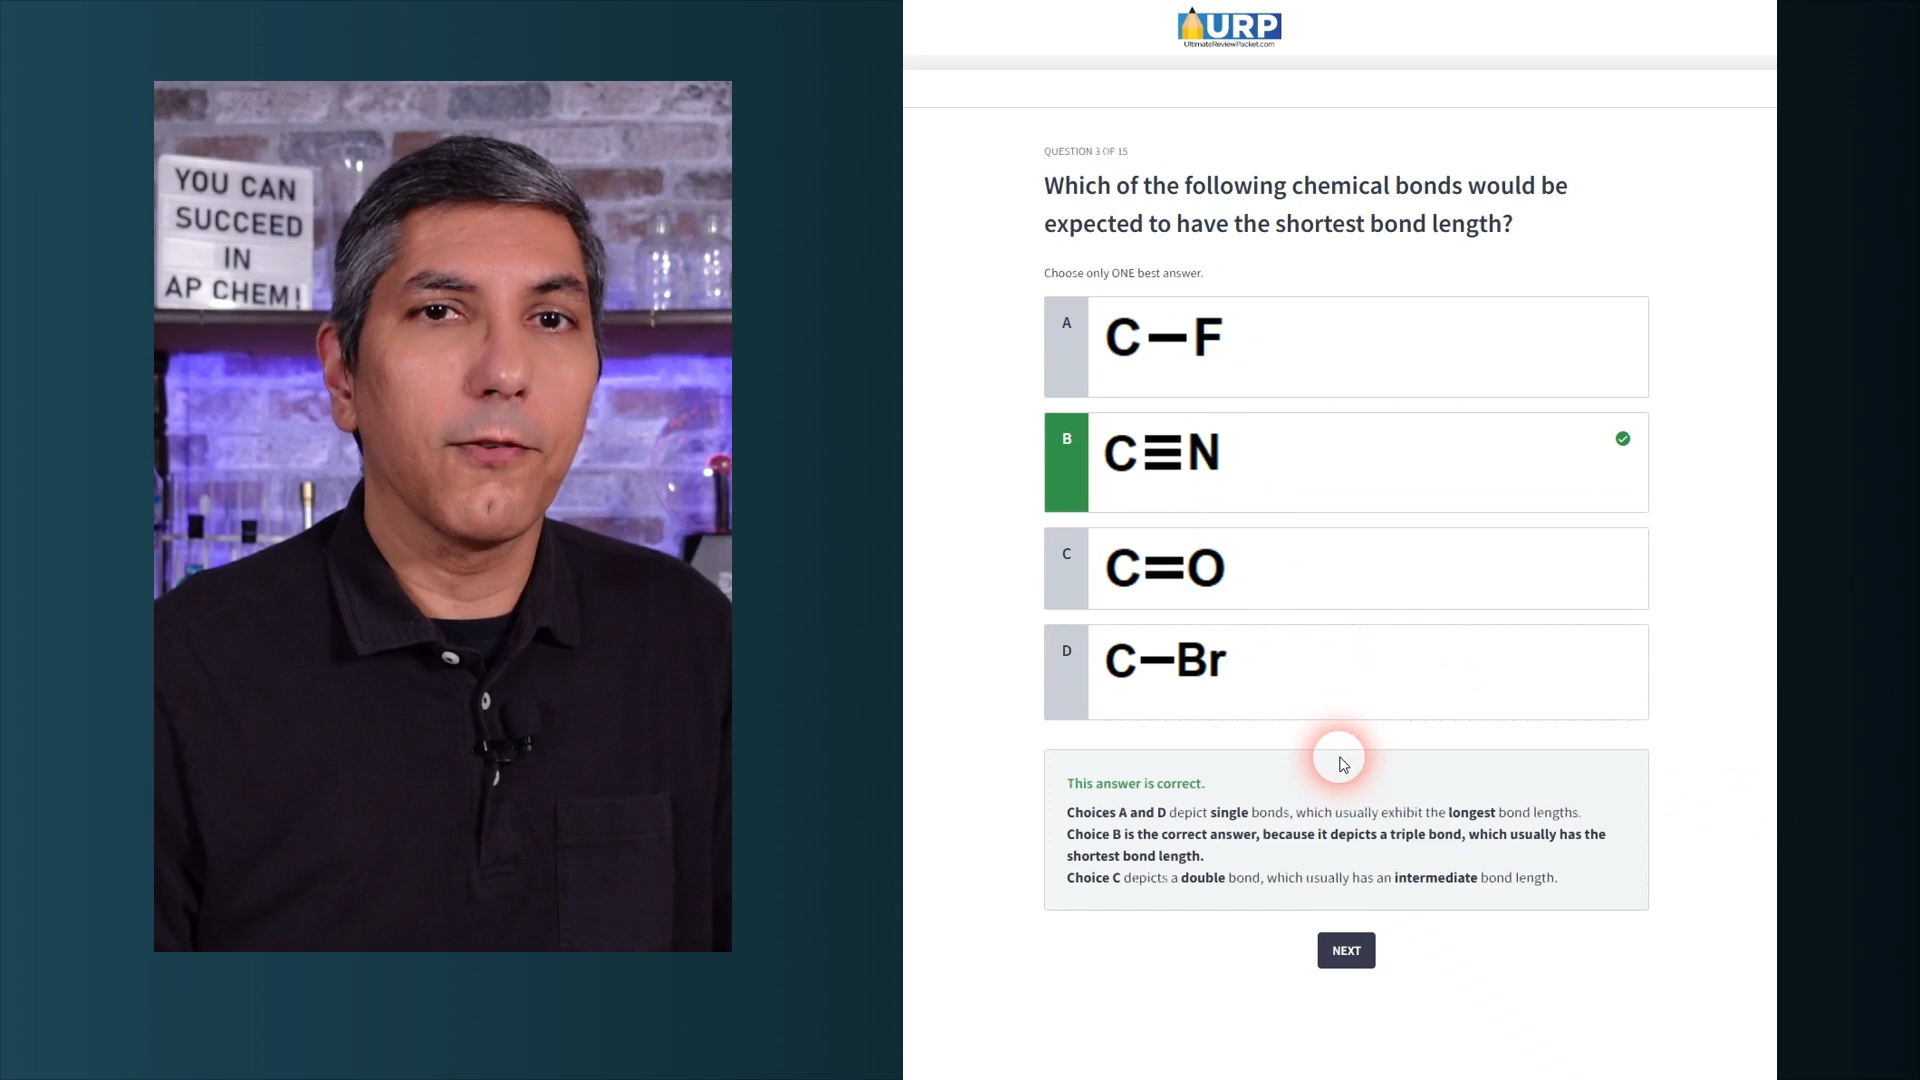 YOU CAN
SUCCEED
IN
AP CHEM!
URP
UltimateReviewPacket.com
QUESTION 3 OF 15
Which of the following chemical bonds would be
expected to have the shortest bond length?
Choose only ONE best answer.
A
C—F
B
C≡N
C
C=O
D
C—Br
This answer is correct.
Choices A and D depict single bonds, which usually exhibit the longest bond lengths.
Choice B is the correct answer, because it depicts a triple bond, which usually has the
shortest bond length.
Choice C depicts a double bond, which usually has an intermediate bond length.
NEXT